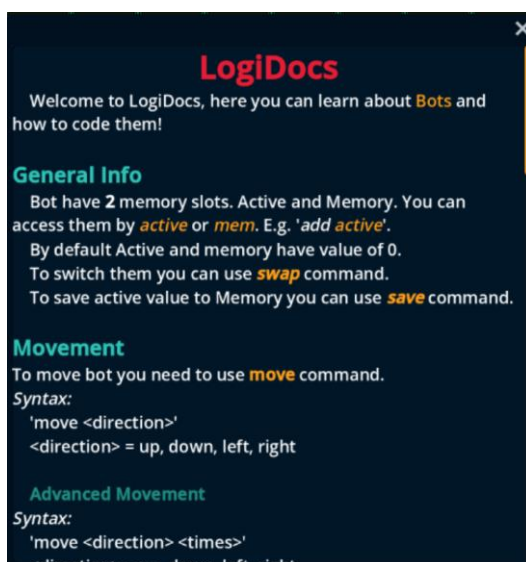 LogiDocs
Welcome to LogiDocs, here you can learn about Bots and
how to code them!
General Info
Bot have 2 memory slots. Active and Memory. You can
access them by active or mem. E.g. 'add active'.
By default Active and memory have value of 0.
To switch them you can use swap command.
To save active value to Memory you can use save command.
Movement
To move bot you need to use move command.
Syntax:
'move <direction>'
<direction> = up, down, left, right
Advanced Movement
Syntax:
'move <direction> <times>'